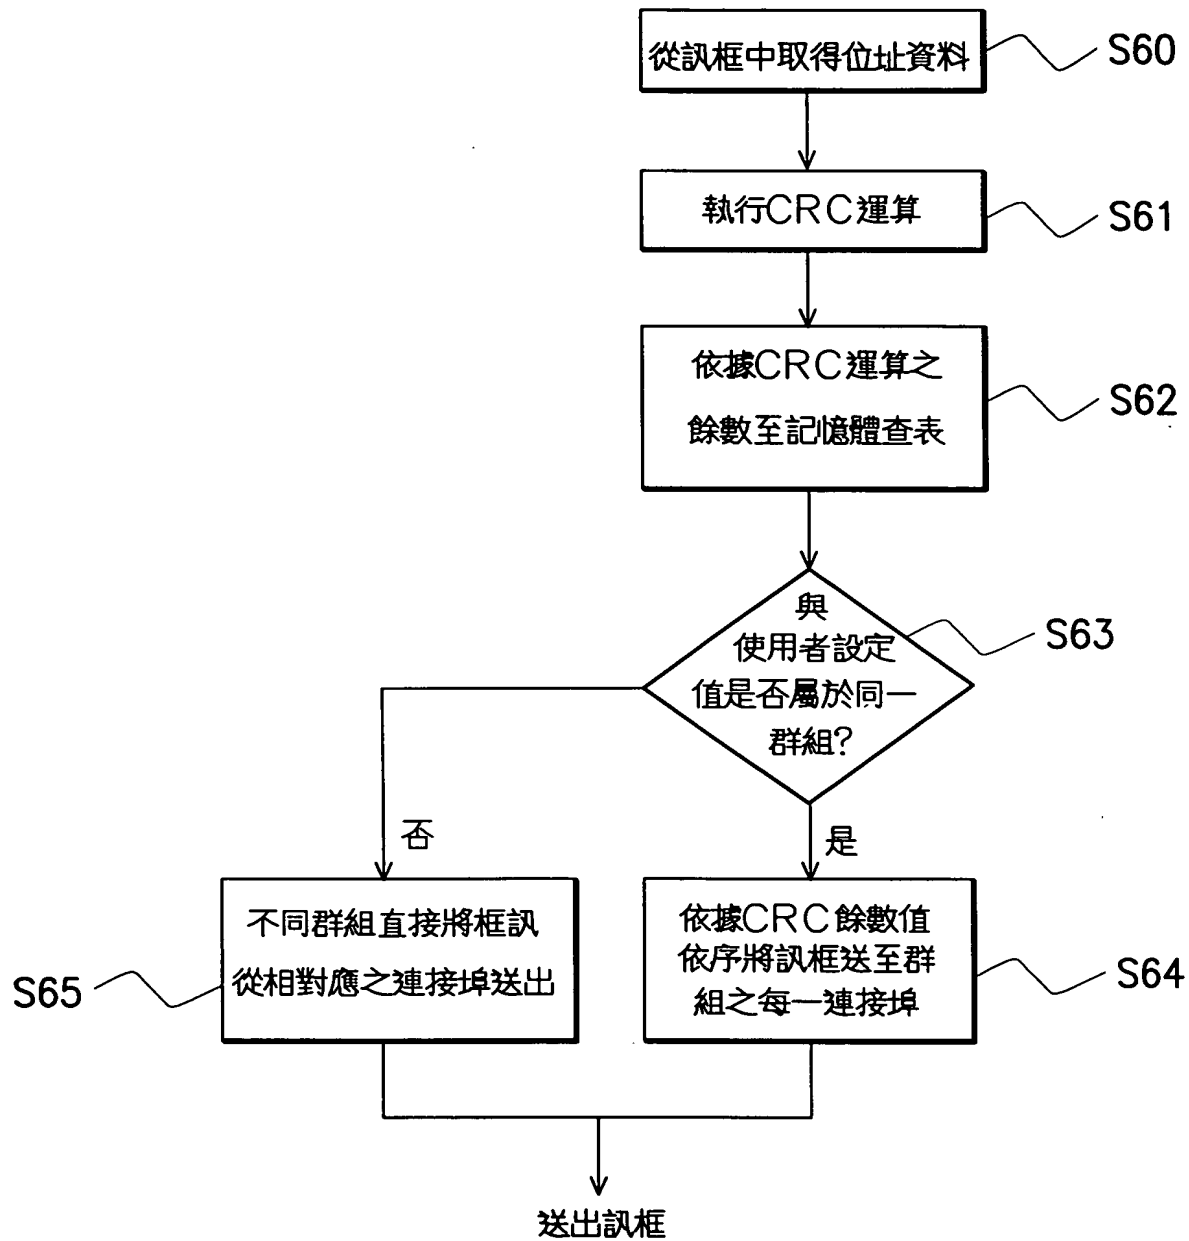 從訊框中取得位址資料
S60
執行CRC運算
S61
依據CRC運算之
餘數至記憶體查表
S62
與
使用者設定
值是否屬於同一
群組?
S63
否
是
不同群組直接將框訊
從相對應之連接埠送出
S65
依據CRC餘數值
依序將訊框送至群
組之每一連接埠
S64
送出訊框